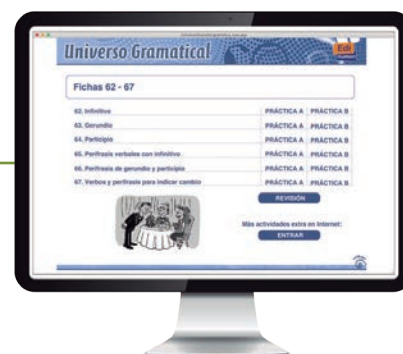 Universo Gramatical
Edi
Fichas 62 - 67
62. Infinitivo PRÁCTICA A PRÁCTICA B
63. Gerundio PRÁCTICA A PRÁCTICA B
64. Participio PRÁCTICA A PRÁCTICA B
65. Perífrasis verbales con infinitivo PRÁCTICA A PRÁCTICA B
66. Perífrasis de gerundio y participio PRÁCTICA A PRÁCTICA B
67. Verbos y perífrasis para indicar cambio PRÁCTICA A PRÁCTICA B
REVISIÓN
Más actividades extra en Internet:
ENTRAR